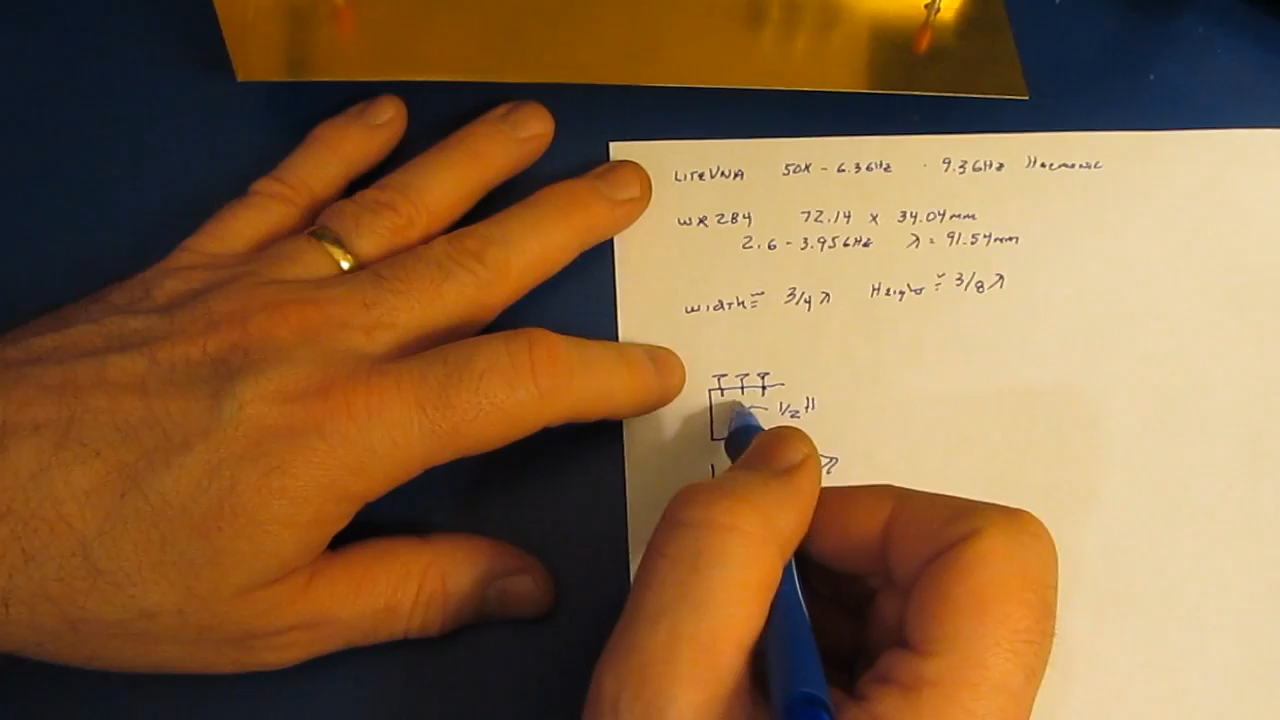 LiteVNA 50K - 6.3GHz · 9.3GHz Harmonic
WR284 72.14 x 34.04mm
2.6 - 3.95GHz λ = 91.54mm
width ≅ 3/4 λ Height ≅ 3/8 λ
1/2"
λ